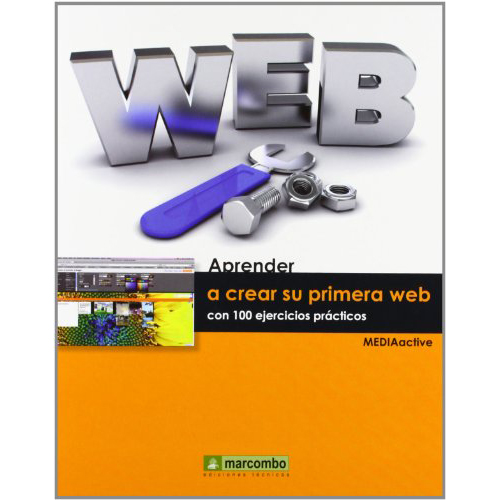 WEB
Aprender
a crear su primera web
con 100 ejercicios prácticos
MEDIAactive
marcombo
ediciones técnicas